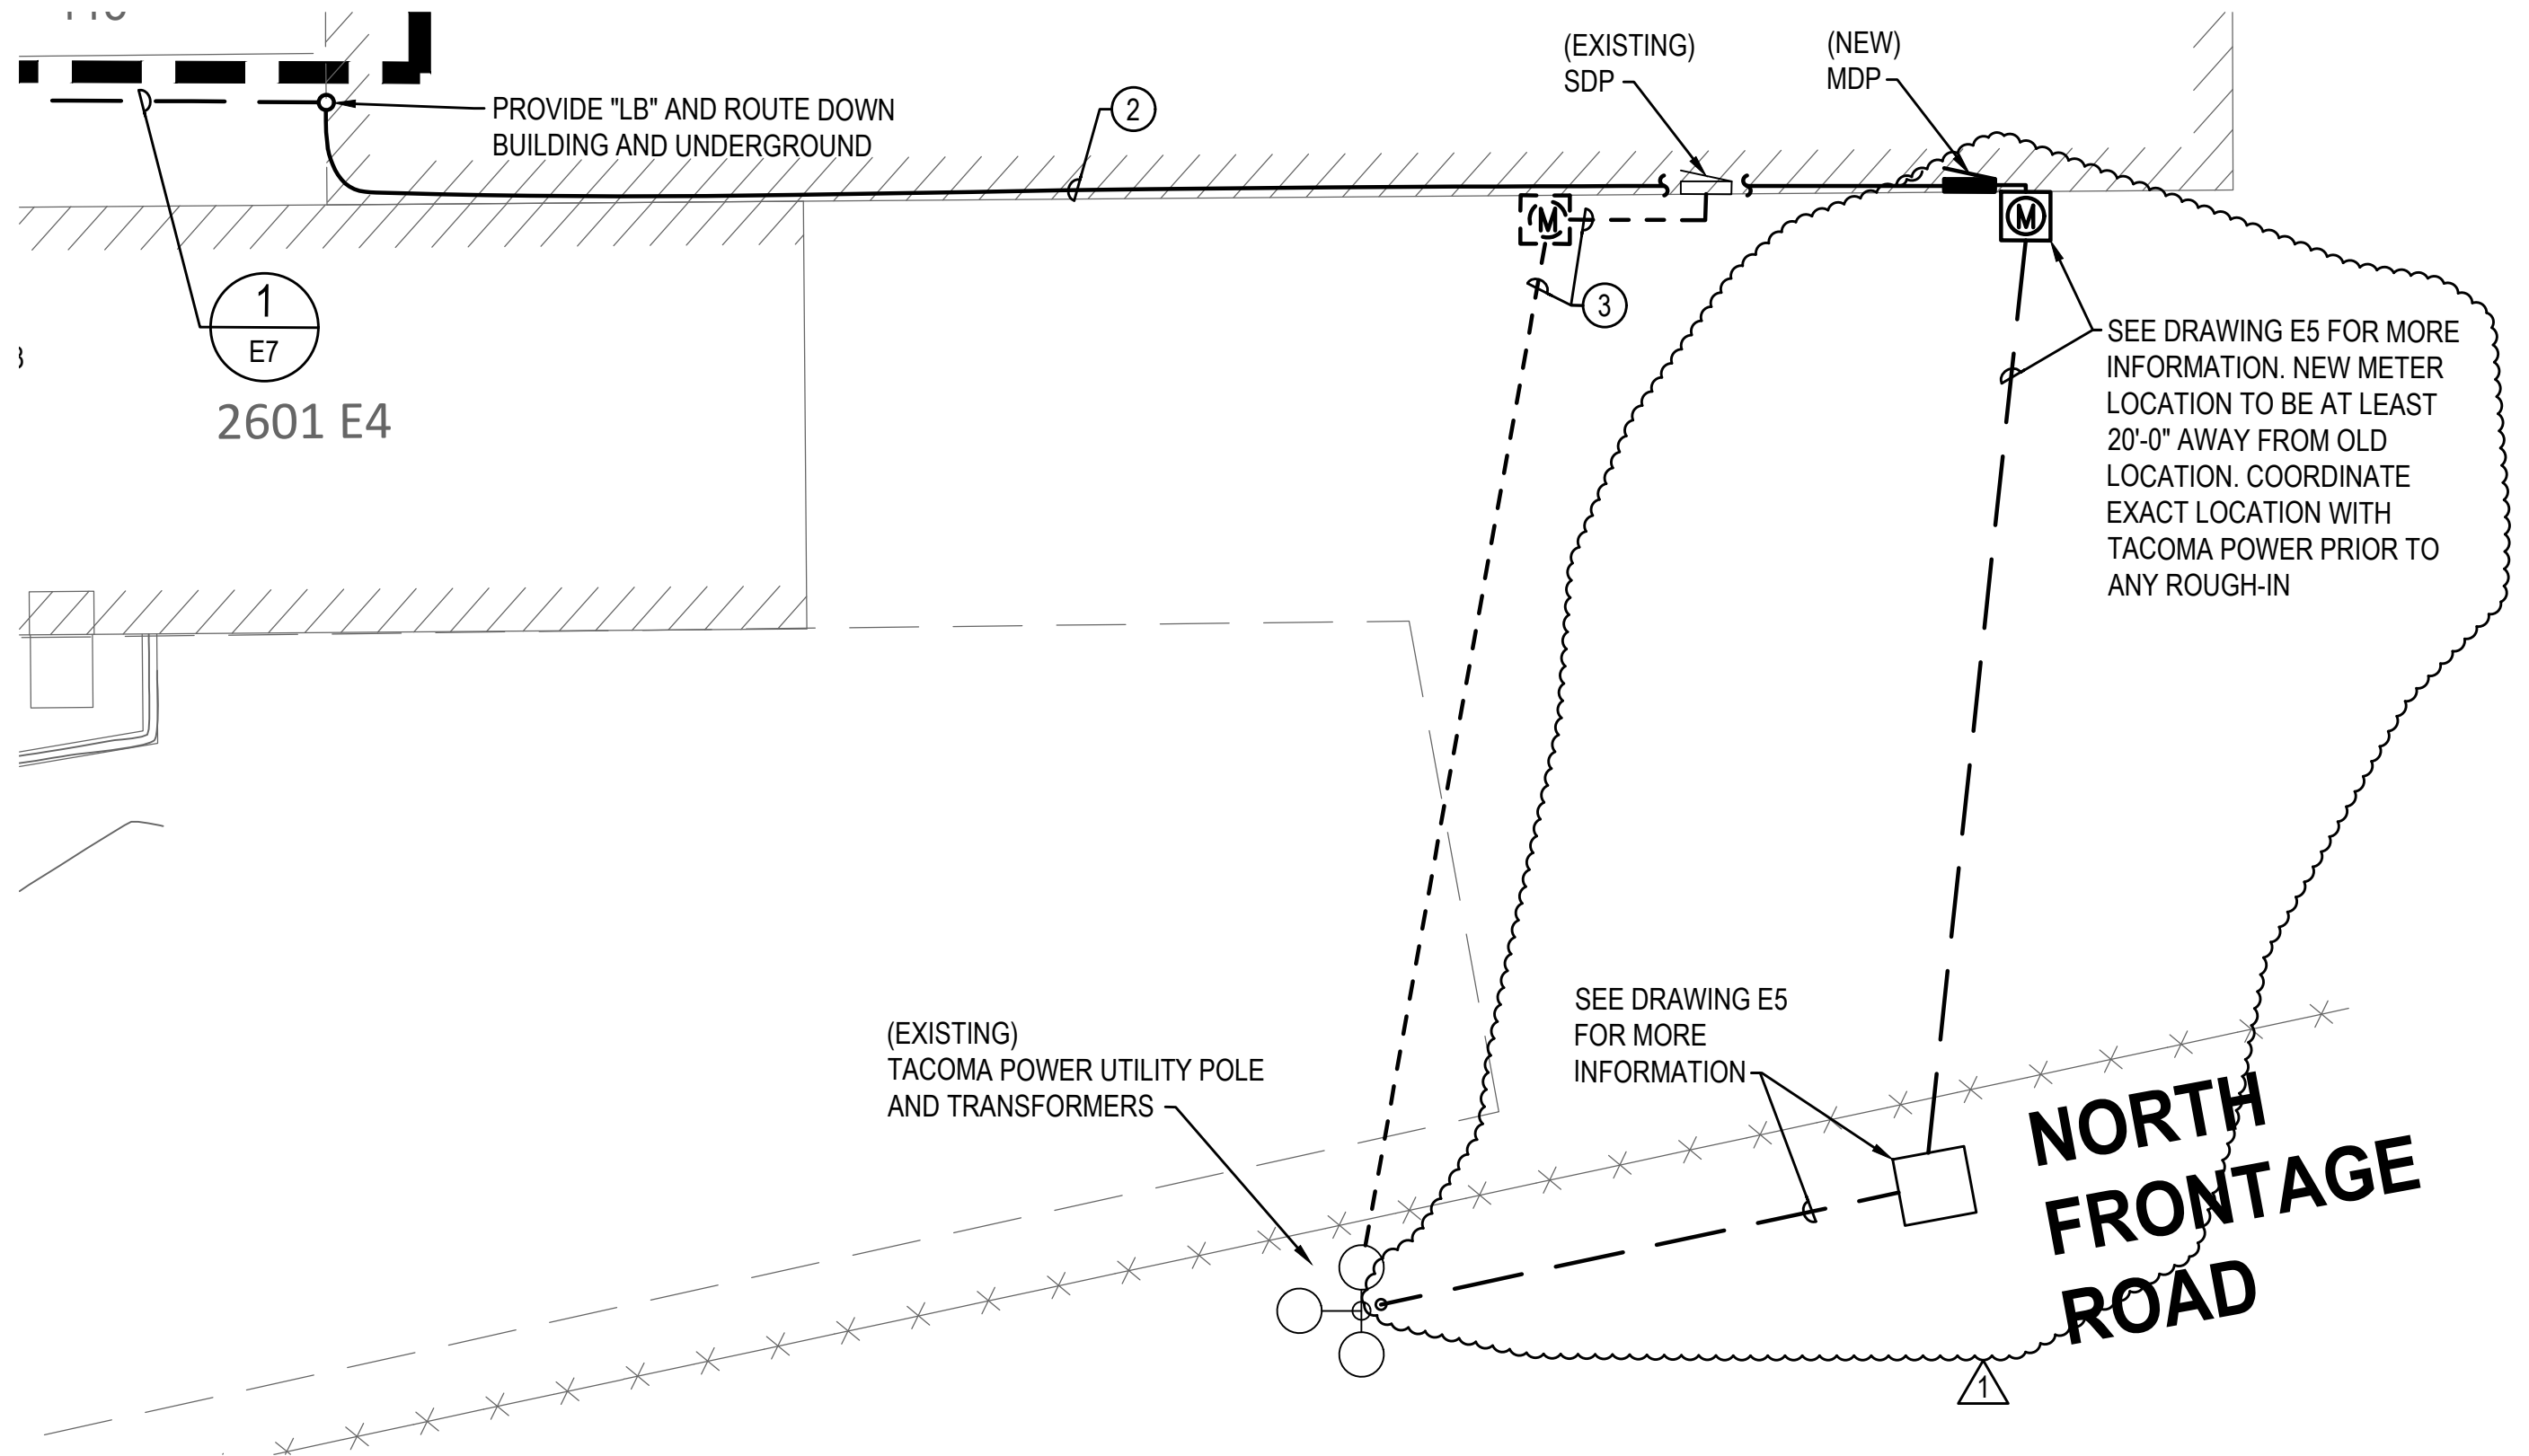 (EXISTING)
SDP
(NEW)
MDP
PROVIDE "LB" AND ROUTE DOWN
BUILDING AND UNDERGROUND
2
M
M
3
1
E7
2601 E4
SEE DRAWING E5 FOR MORE
INFORMATION. NEW METER
LOCATION TO BE AT LEAST
20'-0" AWAY FROM OLD
LOCATION. COORDINATE
EXACT LOCATION WITH
TACOMA POWER PRIOR TO
ANY ROUGH-IN
(EXISTING)
TACOMA POWER UTILITY POLE
AND TRANSFORMERS
SEE DRAWING E5
FOR MORE
INFORMATION
NORTH
FRONTAGE
ROAD
1